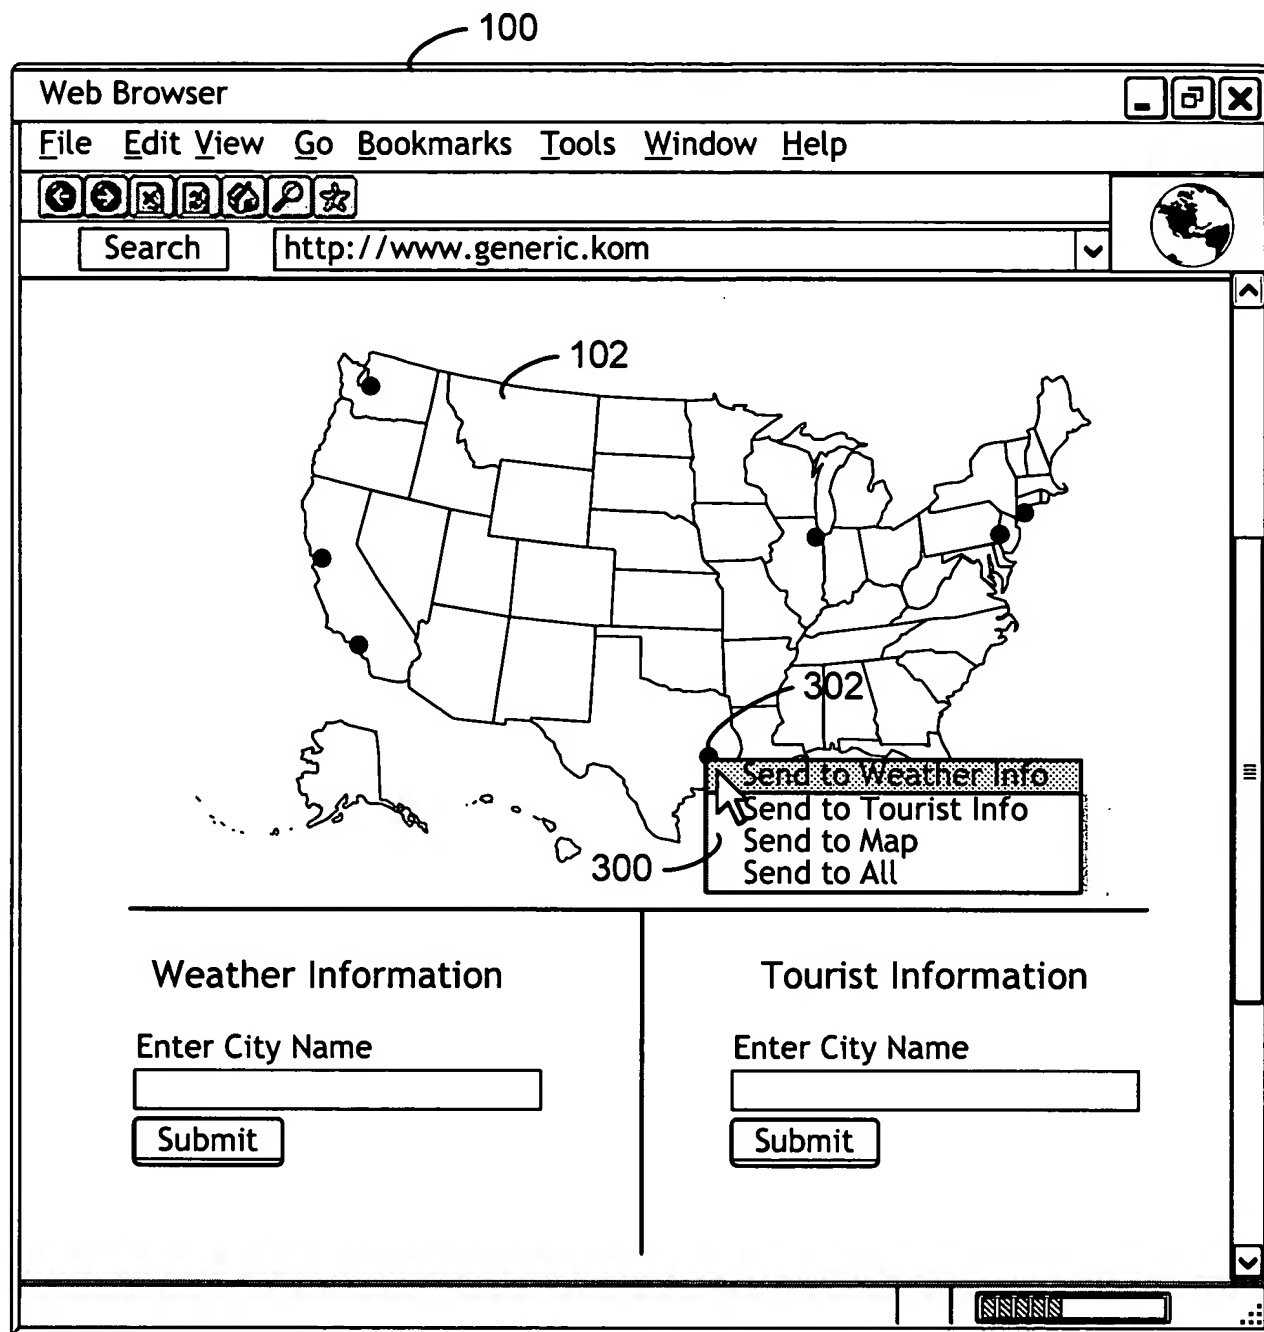 100
Web Browser
File Edit View Go Bookmarks Tools Window Help
Search http://www.generic.kom
102
302
Send to Weather Info
Send to Tourist Info
Send to Map
Send to All
300
Weather Information
Enter City Name
Submit
Tourist Information
Enter City Name
Submit